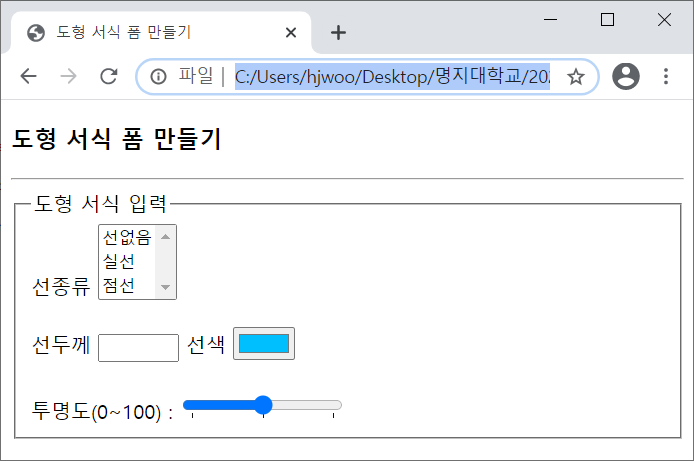 도형 서식 폼 만들기
파일 | C:/Users/hjwoo/Desktop/명지대학교/202
도형 서식 폼 만들기
도형 서식 입력
선없음
실선
선종류 점선
선두께 선색
투명도(0~100) :